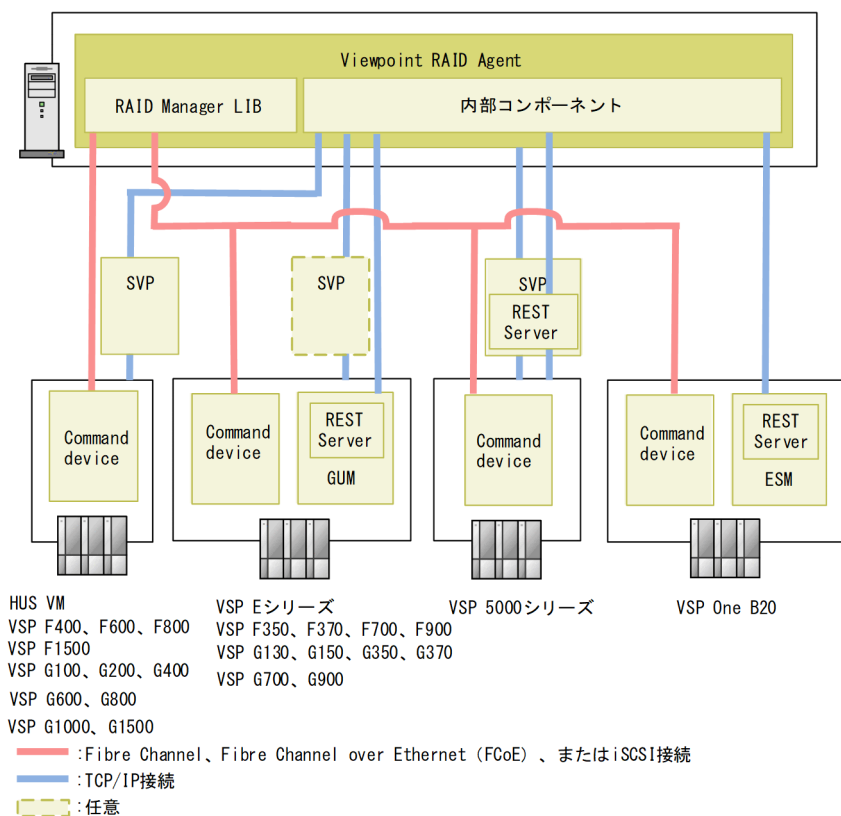 Viewpoint RAID Agent
RAID Manager LIB
内部コンポーネント
SVP
SVP
SVP
REST
Server
Command
device
Command
device
REST
Server
GUM
Command
device
Command
device
REST
Server
ESM
HUS VM
VSP F400、F600、F800
VSP F1500
VSP G100、G200、G400
VSP G600、G800
VSP G1000、G1500
VSP Eシリーズ
VSP F350、F370、F700、F900
VSP G130、G150、G350、G370
VSP G700、G900
VSP 5000シリーズ
VSP One B20
:Fibre Channel、Fibre Channel over Ethernet（FCoE）、またはiSCSI接続
:TCP/IP接続
:任意